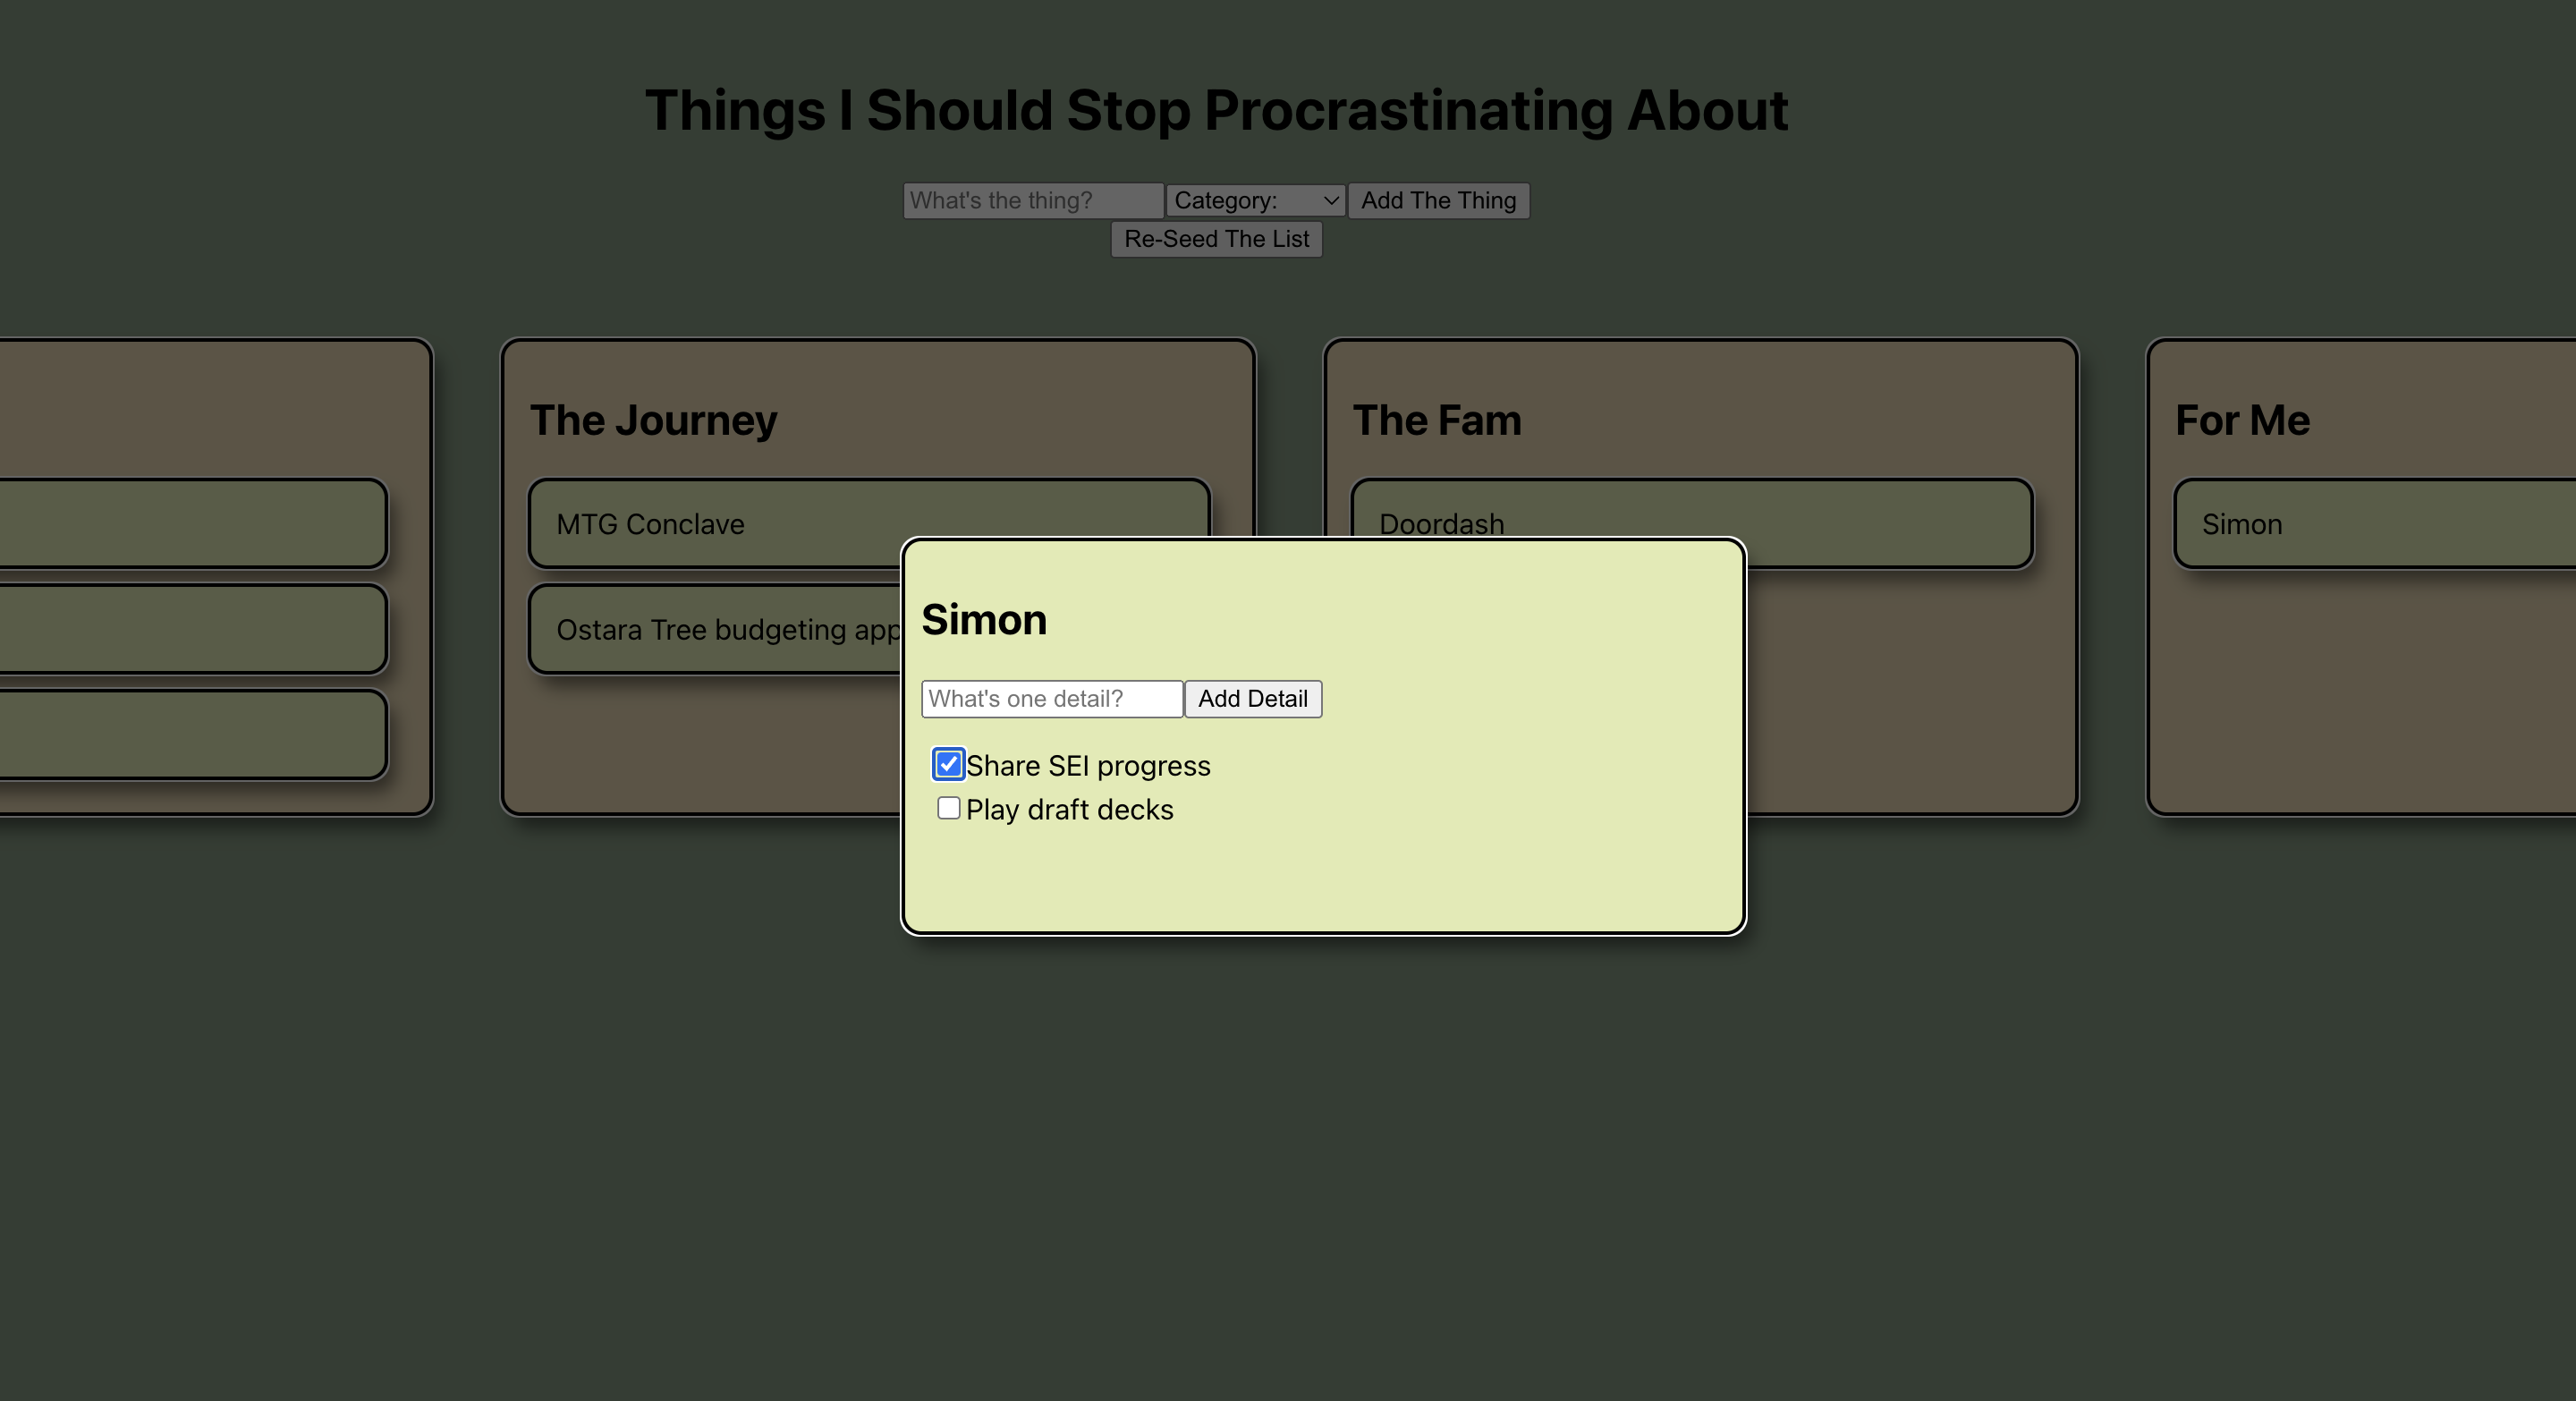 Things I Should Stop Procrastinating About
What's the thing? Category: Add The Thing
Re-Seed The List
The Journey
MTG Conclave
Ostara Tree budgeting app
The Fam
Doordash
For Me
Simon
Simon
What's one detail? Add Detail
Share SEI progress
Play draft decks